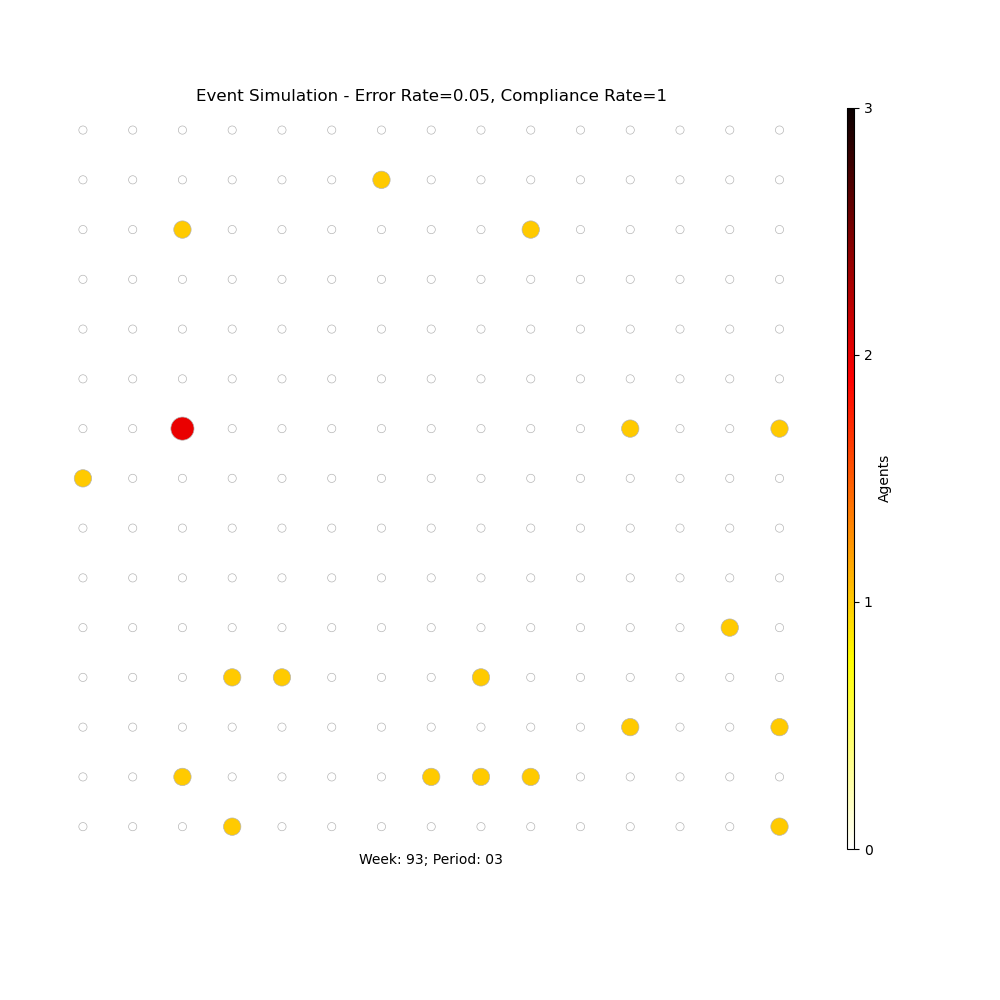 Event Simulation - Error Rate=0.05, Compliance Rate=1
3
2
Agents
1
0
Week: 93; Period: 03